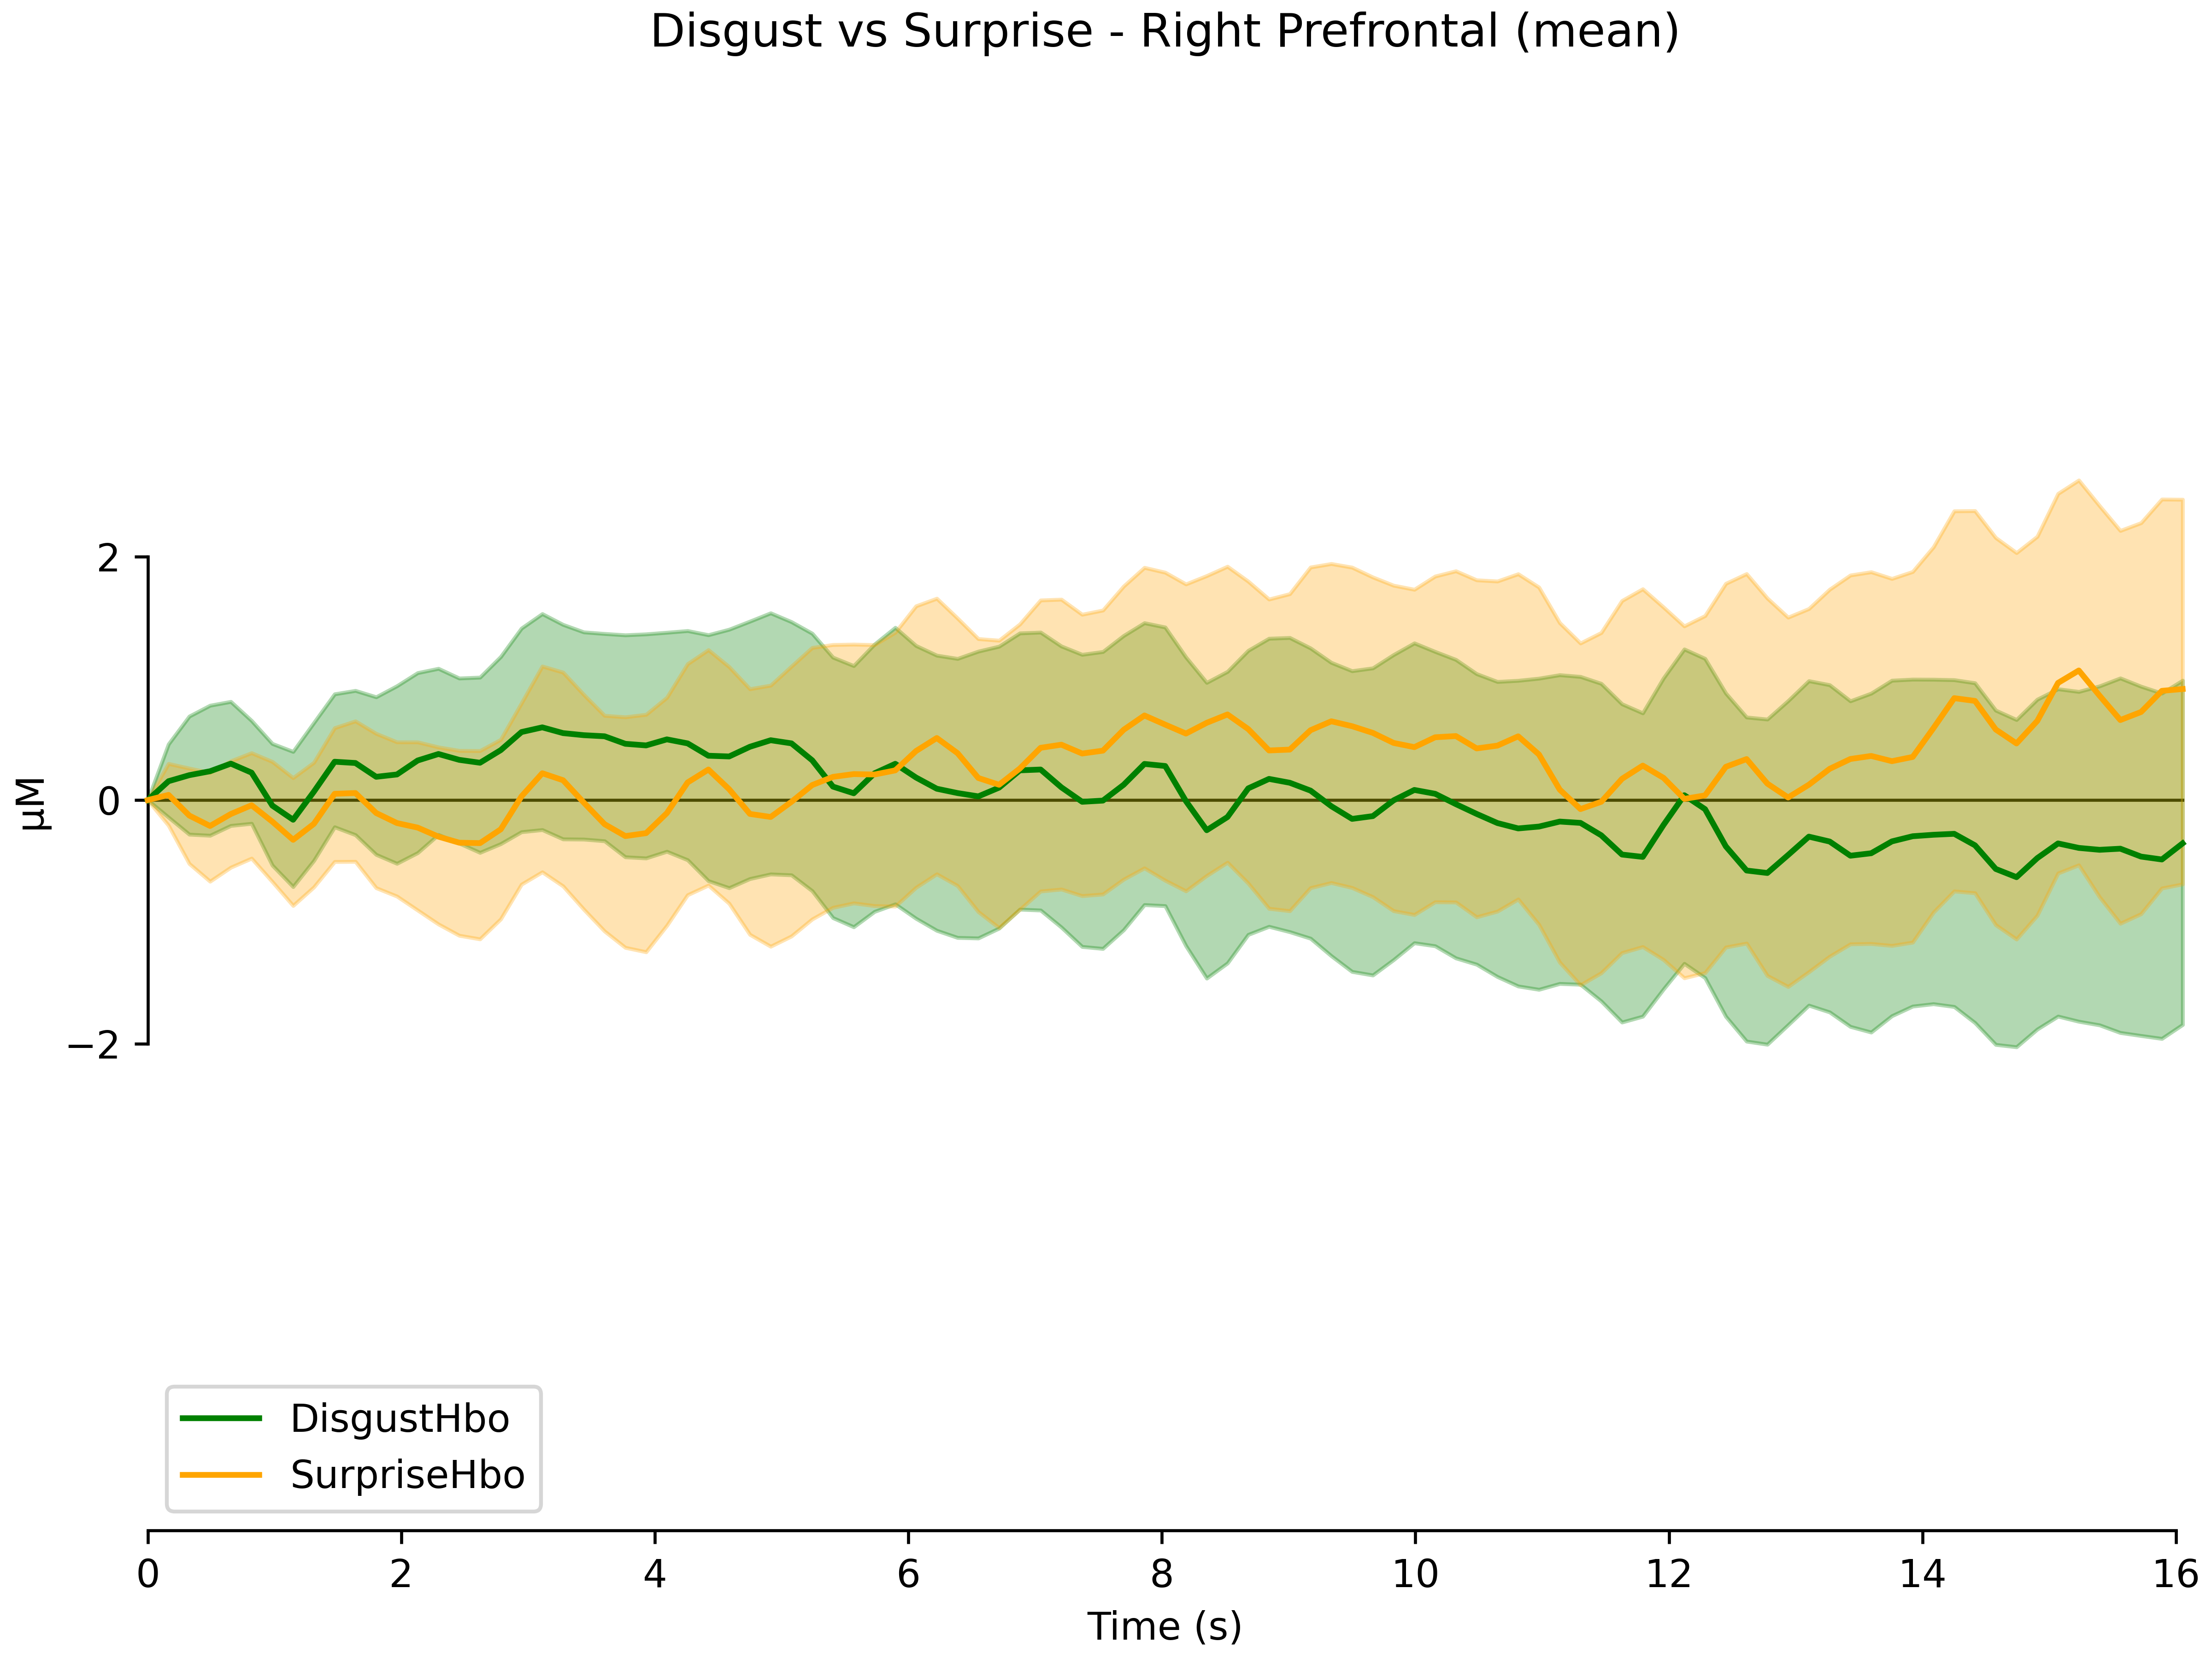 Disgust vs Surprise - Right Prefrontal (mean)
2
0
−2
µM
DisgustHbo
SurpriseHbo
0 2 4 6 8 10 12 14 16
Time (s)